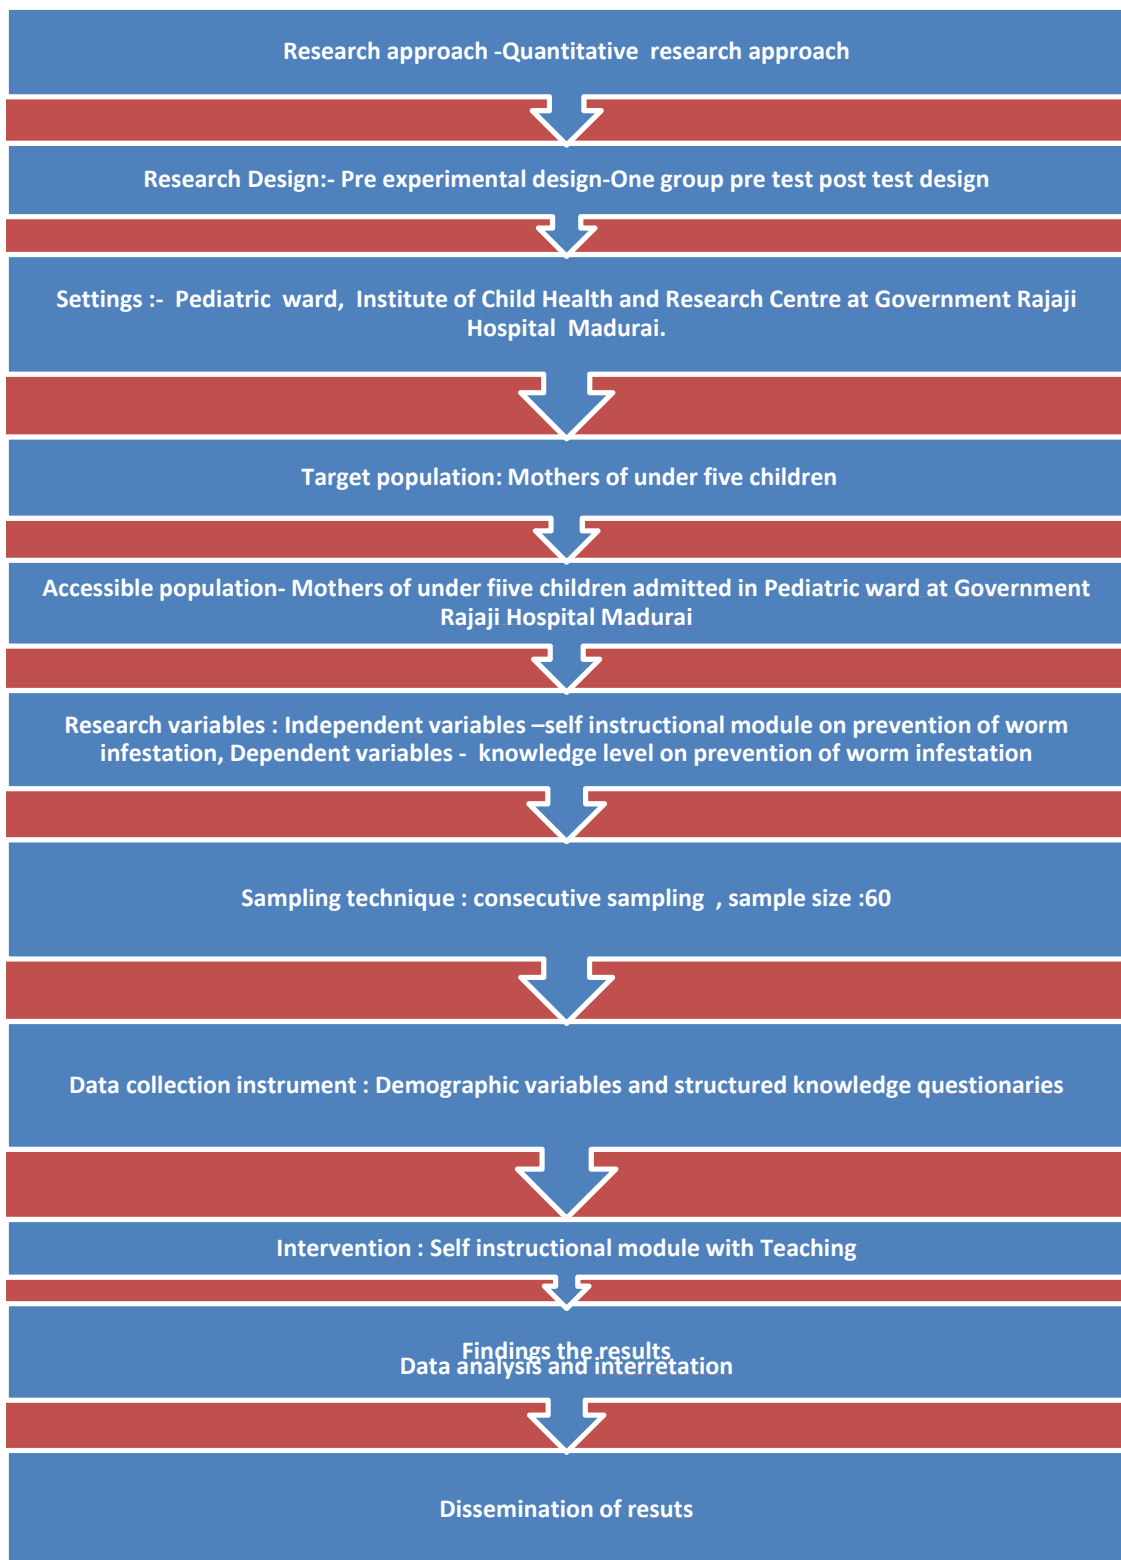 Research approach -Quantitative research approach
Research Design:- Pre experimental design-One group pre test post test design
Settings :- Pediatric ward, Institute of Child Health and Research Centre at Government Rajaji
Hospital Madurai.
Target population: Mothers of under five children
Accessible population- Mothers of under fiive children admitted in Pediatric ward at Government
Rajaji Hospital Madurai
Research variables : Independent variables –self instructional module on prevention of worm
infestation, Dependent variables - knowledge level on prevention of worm infestation
Sampling technique : consecutive sampling , sample size :60
Data collection instrument : Demographic variables and structured knowledge questionaries
Intervention : Self instructional module with Teaching
Findings the results
Data analysis and interretation
Dissemination of resuts